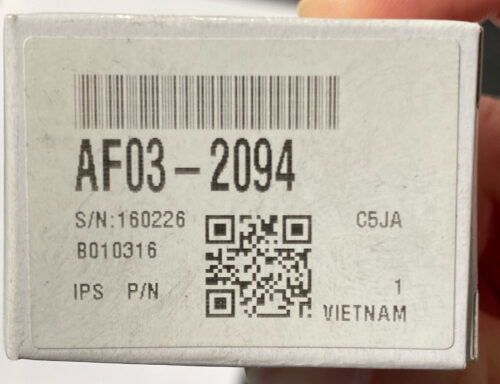 AF03-2094
S/N:160226 C5JA
B010316
IPS P/N 1
VIETNAM